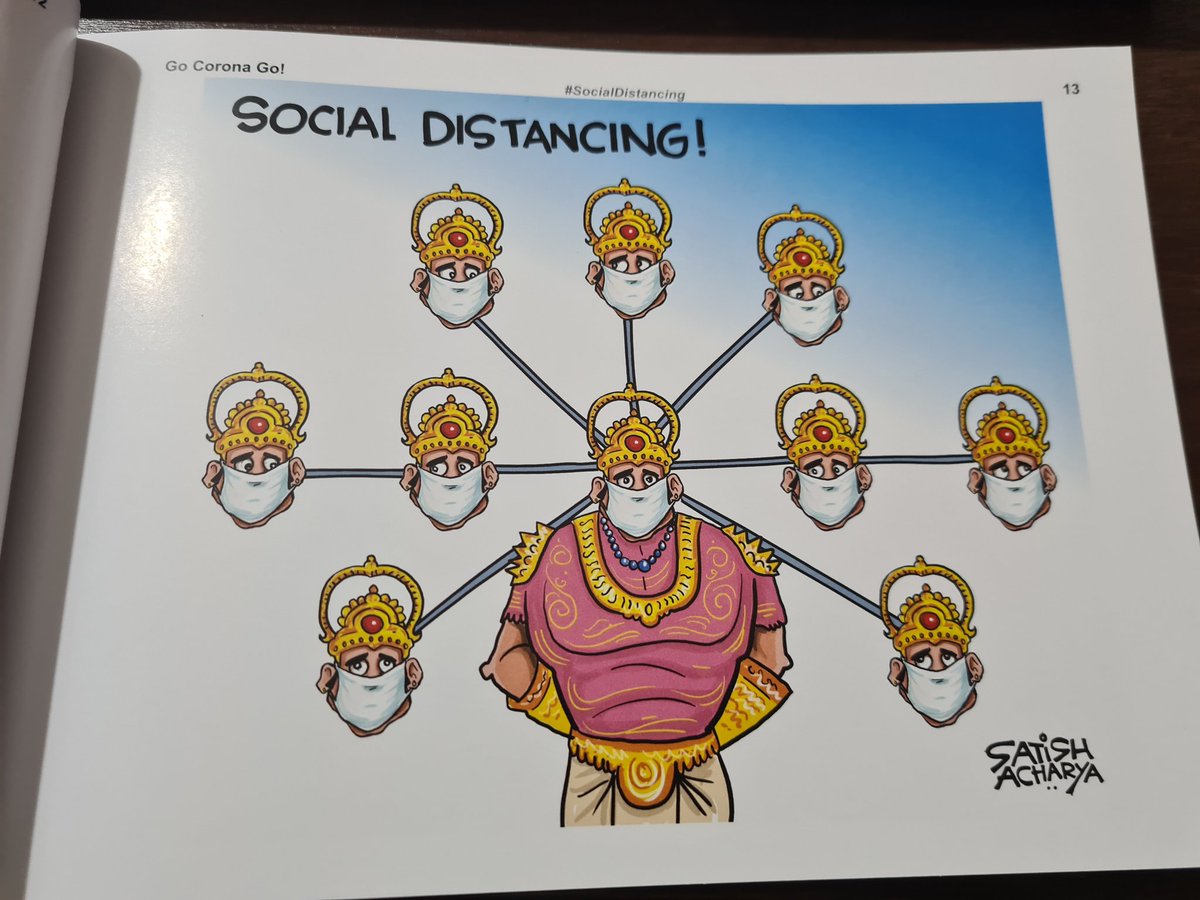 Go Corona Go!
#SocialDistancing
13
SOCIAL DISTANCING!
SATISH
ACHARYA